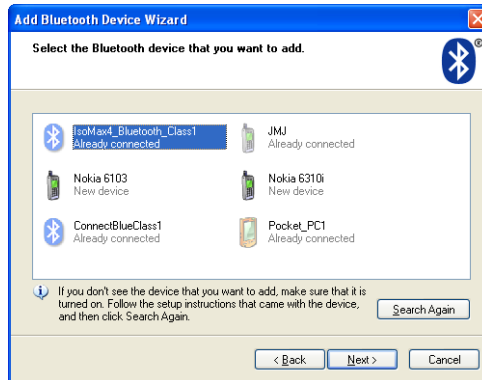 Add Bluetooth Device Wizard
Select the Bluetooth device that you want to add.
®
IsoMax4_Bluetooth_Class1
Already connected
JMJ
Already connected
Nokia 6103
New device
Nokia 6310i
New device
ConnectBlueClass1
Already connected
Pocket_PC1
Already connected
If you don't see the device that you want to add, make sure that it is
turned on. Follow the setup instructions that came with the device,
and then click Search Again.
Search Again
< Back
Next >
Cancel